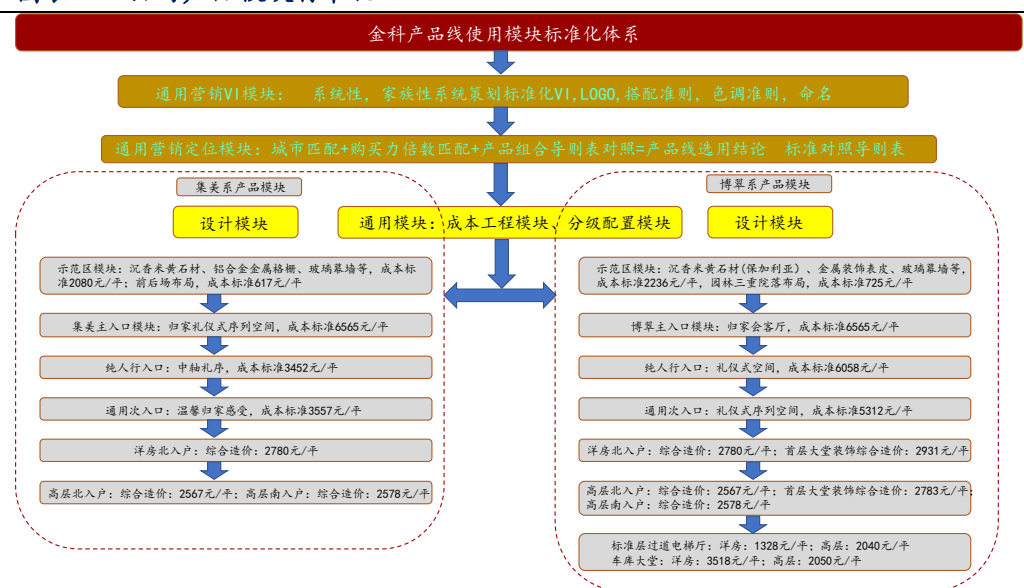 金科产品线使用模块标准化体系
通用营销VI模块： 系统性，家族性系统策划标准化VI,LOGO,搭配准则，色调准则，命名
通用营销定位模块：城市匹配+购买力倍数匹配+产品组合导则表对照=产品线选用结论 标准对照导则表
集美系产品模块
设计模块
通用模块：成本工程模块、分级配置模块
博翠系产品模块
设计模块
示范区模块：沉香米黄石材、铝合金金属格栅、玻璃幕墙等，成本标
准2080元/平；前后场布局，成本标准617元/平
集美主入口模块：归家礼仪式序列空间，成本标准6565元/平
纯人行入口：中轴礼序，成本标准3452元/平
通用次入口：温馨归家感受，成本标准3557元/平
洋房北入户：综合造价：2780元/平
高层北入户：综合造价：2567元/平；高层南入户：综合造价：2578元/平
示范区模块：沉香米黄石材(保加利亚）、金属装饰表皮、玻璃幕墙等，
成本标准2236元/平，园林三重院落布局，成本标准725元/平
博翠主入口模块：归家会客厅，成本标准6565元/平
纯人行入口：礼仪式空间，成本标准6058元/平
通用次入口：礼仪式序列空间，成本标准5312元/平
洋房北入户：综合造价：2780元/平；首层大堂装饰综合造价：2931元/平
高层北入户：综合造价：2567元/平；首层大堂装饰综合造价：2783元/平；
高层南入户：综合造价：2578元/平
标准层过道电梯厅：洋房：1328元/平；高层：2040元/平
车库大堂：洋房：3518元/平；高层：2050元/平